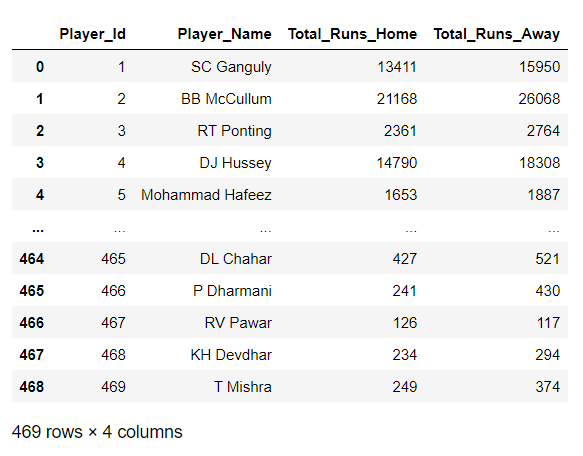 Player_Id Player_Name Total_Runs_Home Total_Runs_Away
0 1 SC Ganguly 13411 15950
1 2 BB McCullum 21168 26068
2 3 RT Ponting 2361 2764
3 4 DJ Hussey 14790 18308
4 5 Mohammad Hafeez 1653 1887
... ... ... ... ...
464 465 DL Chahar 427 521
465 466 P Dharmani 241 430
466 467 RV Pawar 126 117
467 468 KH Devdhar 234 294
468 469 T Mishra 249 374
469 rows × 4 columns